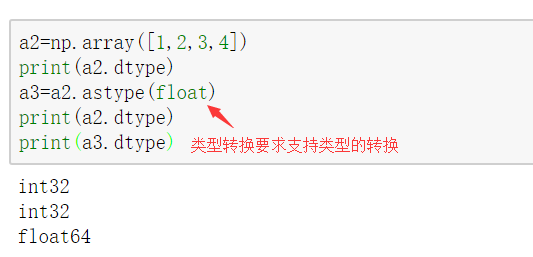 a2=np.array([1,2,3,4])
print(a2.dtype)
a3=a2.astype(float)
print(a2.dtype)
print(a3.dtype) 类型转换要求支持类型的转换
int32
int32
float64